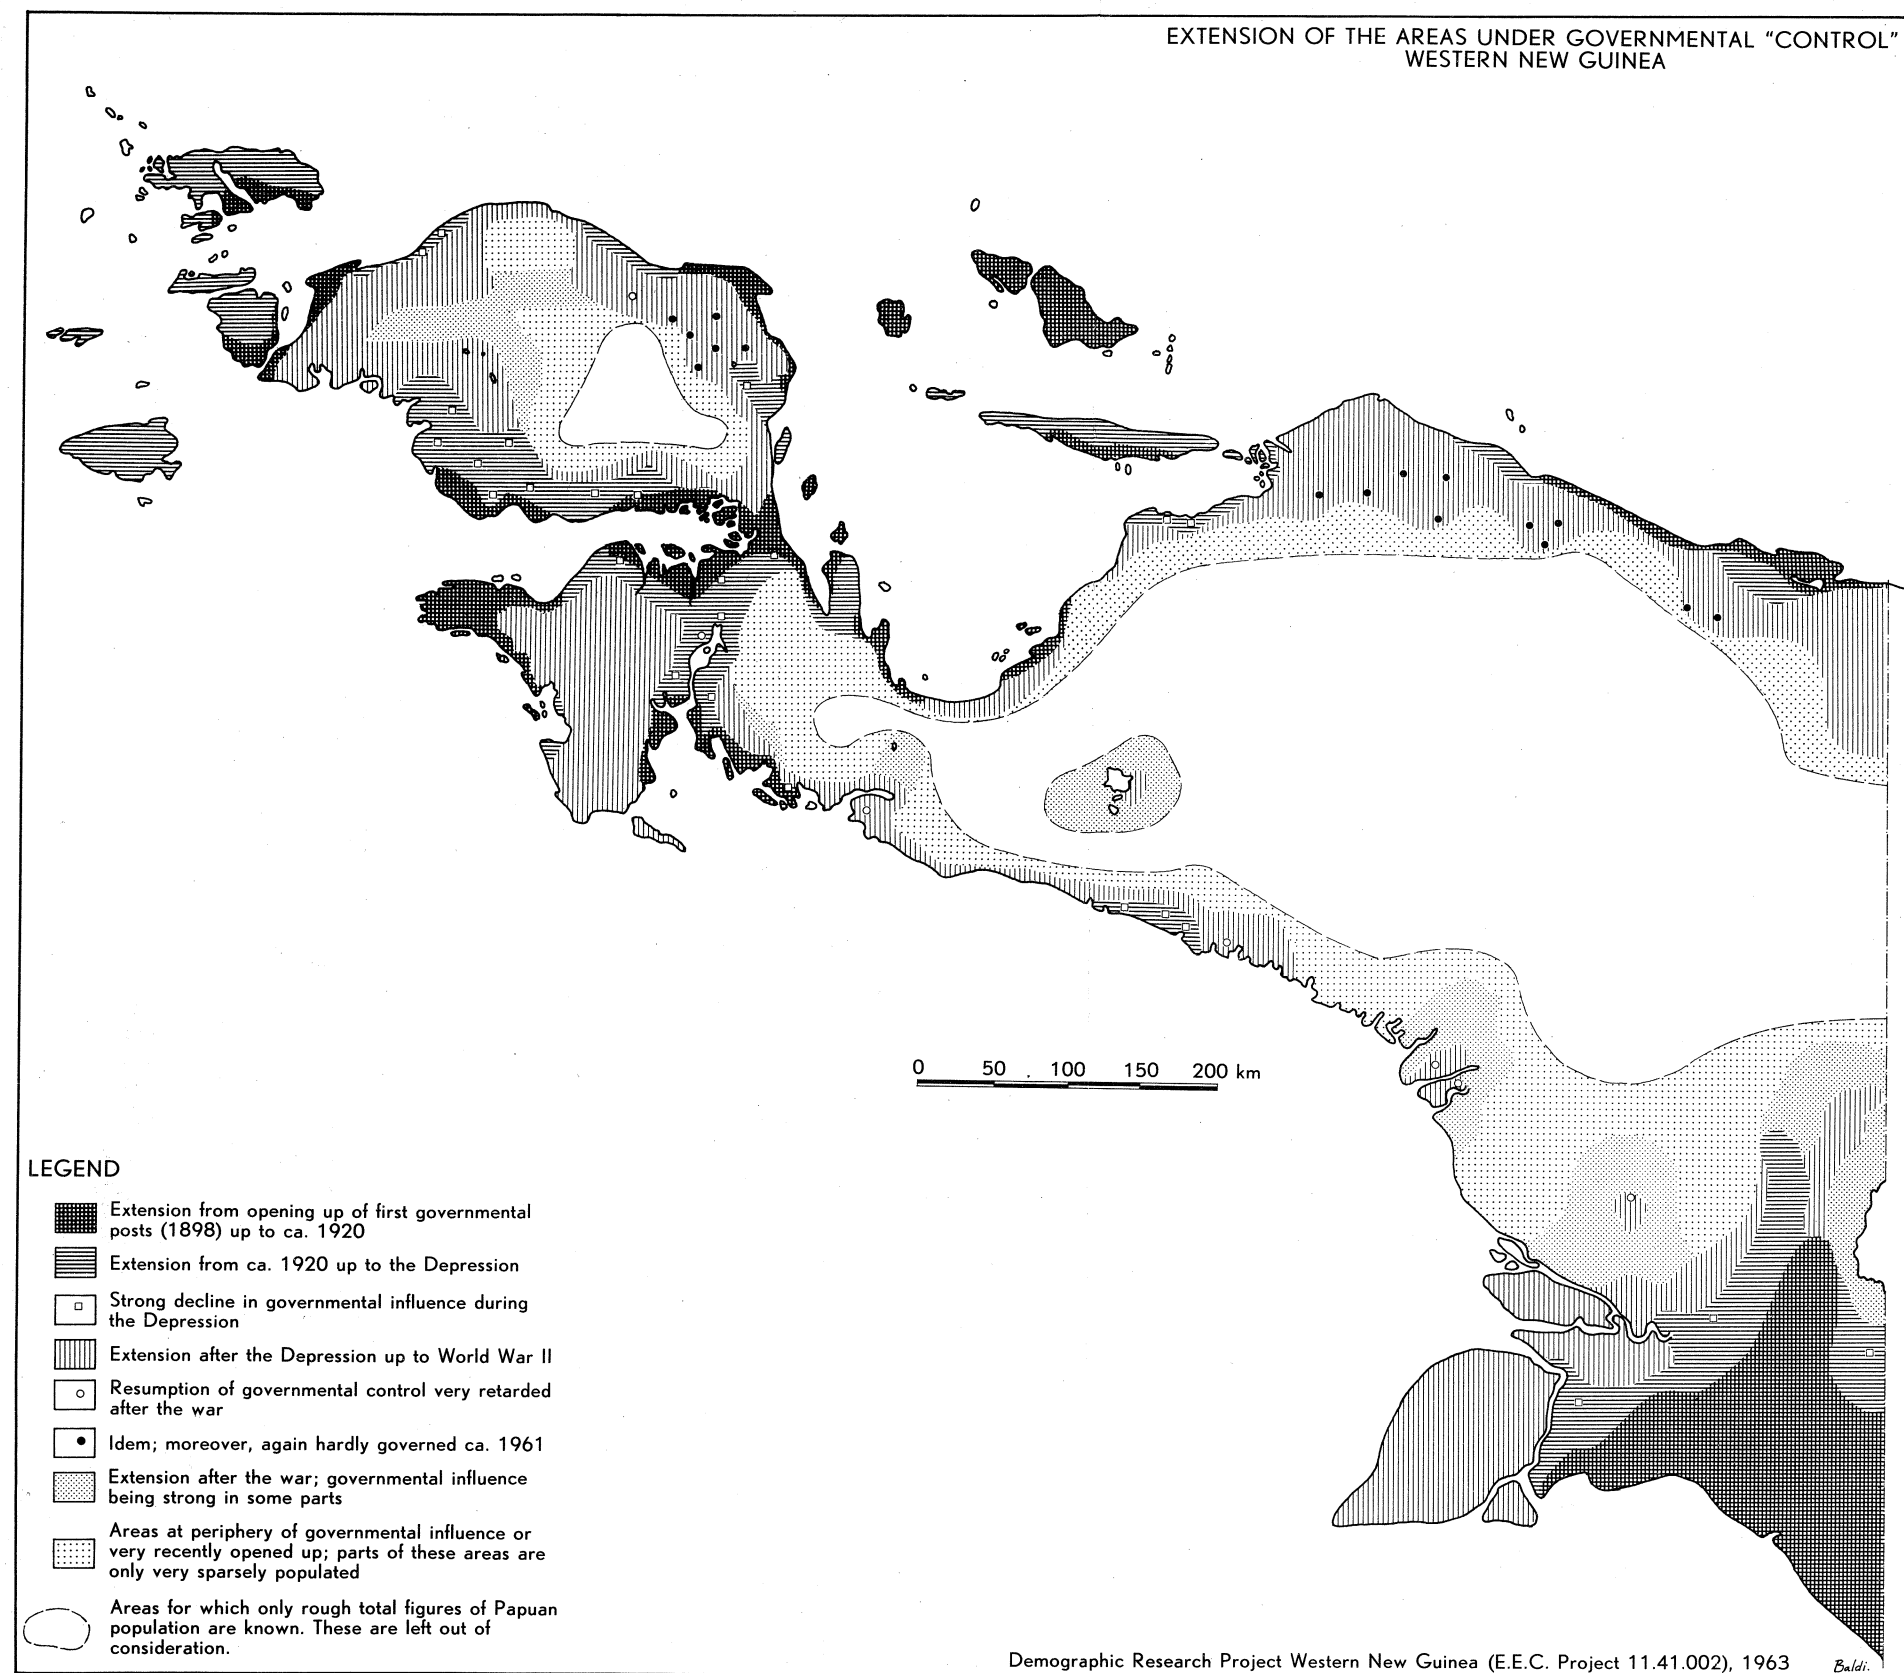 EXTENSION OF THE AREAS UNDER GOVERNMENTAL “CONTROL”
WESTERN NEW GUINEA
0 50 100 150 200 km
LEGEND
Extension from opening up of first governmental
posts (1898) up to ca. 1920
Extension from ca. 1920 up to the Depression
Strong decline in governmental influence during
the Depression
Extension after the Depression up to World War II
Resumption of governmental control very retarded
after the war
Idem; moreover, again hardly governed ca. 1961
Extension after the war; governmental influence
being strong in some parts
Areas at periphery of governmental influence or
very recently opened up; parts of these areas are
only very sparsely populated
Areas for which only rough total figures of Papuan
population are known. These are left out of
consideration.
Demographic Research Project Western New Guinea (E.E.C. Project 11.41.002), 1963
Baldi.